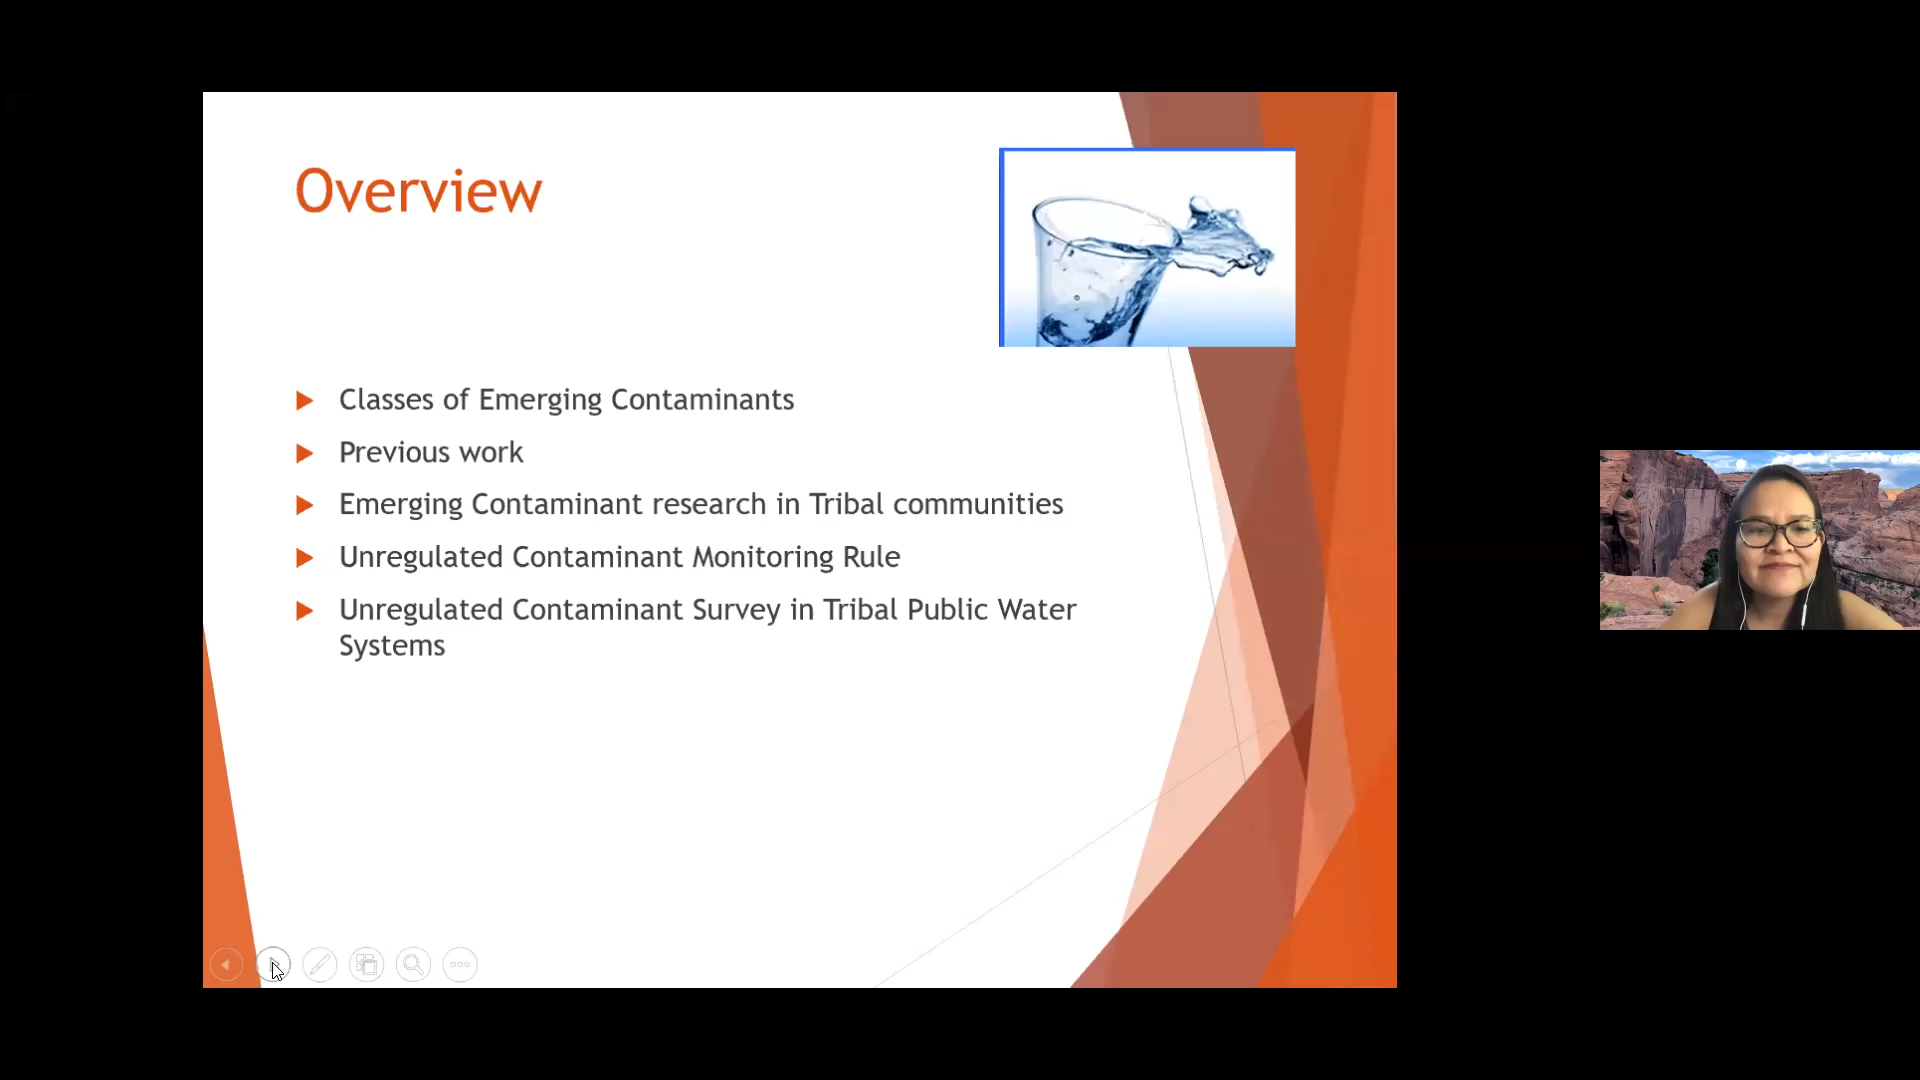 Overview
Classes of Emerging Contaminants
Previous work
Emerging Contaminant research in Tribal communities
Unregulated Contaminant Monitoring Rule
Unregulated Contaminant Survey in Tribal Public Water
Systems